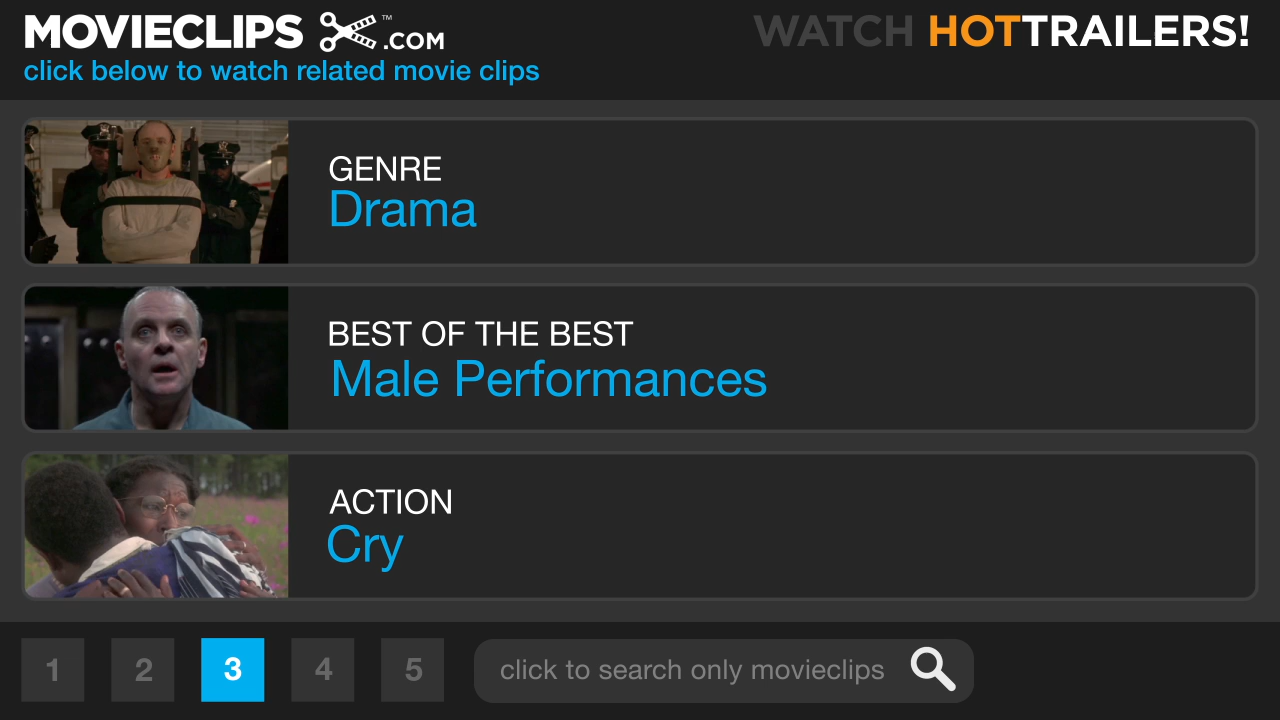 MOVIECLIPS ™ .COM
WATCH HOTTRAILERS!
click below to watch related movie clips
GENRE
Drama
BEST OF THE BEST
Male Performances
ACTION
Cry
1 2 3 4 5
click to search only movieclips